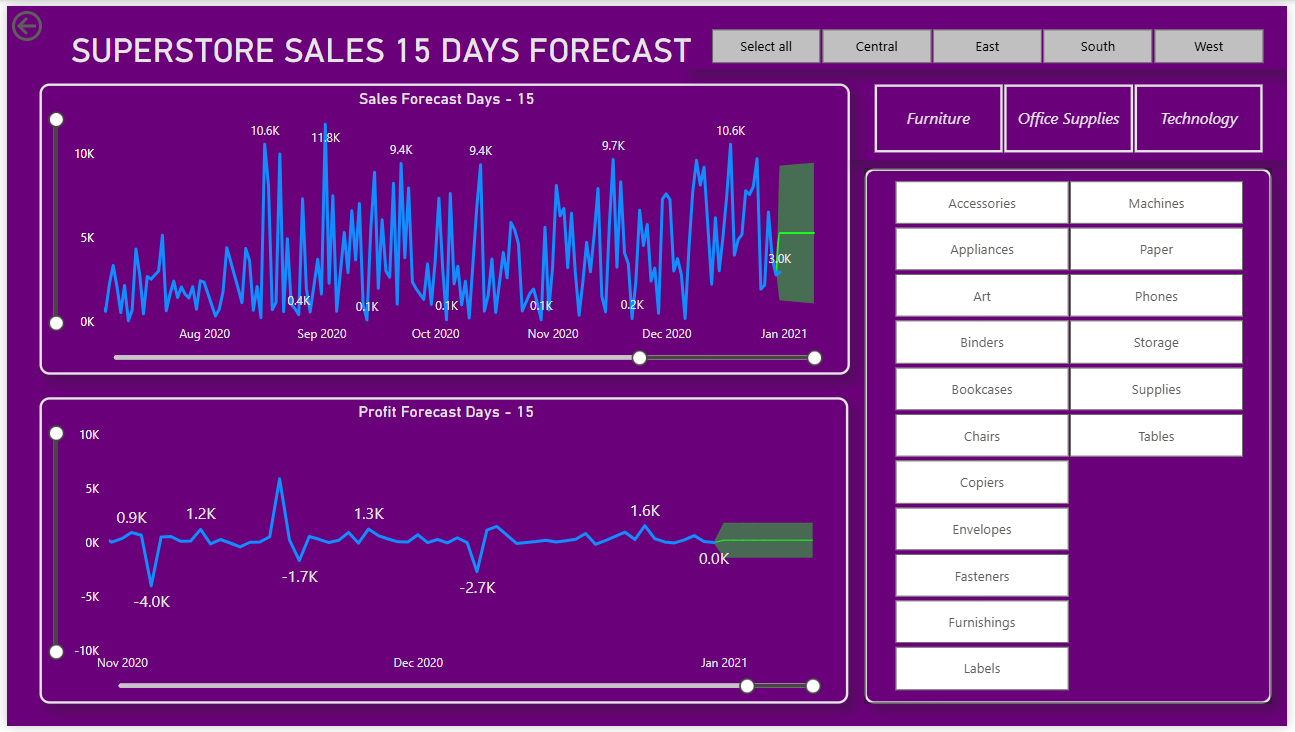 SUPERSTORE SALES 15 DAYS FORECAST
Select all Central East South West
Sales Forecast Days - 15
10K
5K
0K
10.6K 11.8K 9.4K 9.4K 9.7K 10.6K
3.0K
0.4K 0.1K 0.1K 0.1K 0.2K
Aug 2020 Sep 2020 Oct 2020 Nov 2020 Dec 2020 Jan 2021
Furniture Office Supplies Technology
Profit Forecast Days - 15
10K
5K
0K
-5K
-10K
0.9K 1.2K 1.3K 1.6K
-4.0K -1.7K -2.7K 0.0K
Nov 2020 Dec 2020 Jan 2021
Accessories Machines
Appliances Paper
Art Phones
Binders Storage
Bookcases Supplies
Chairs Tables
Copiers
Envelopes
Fasteners
Furnishings
Labels